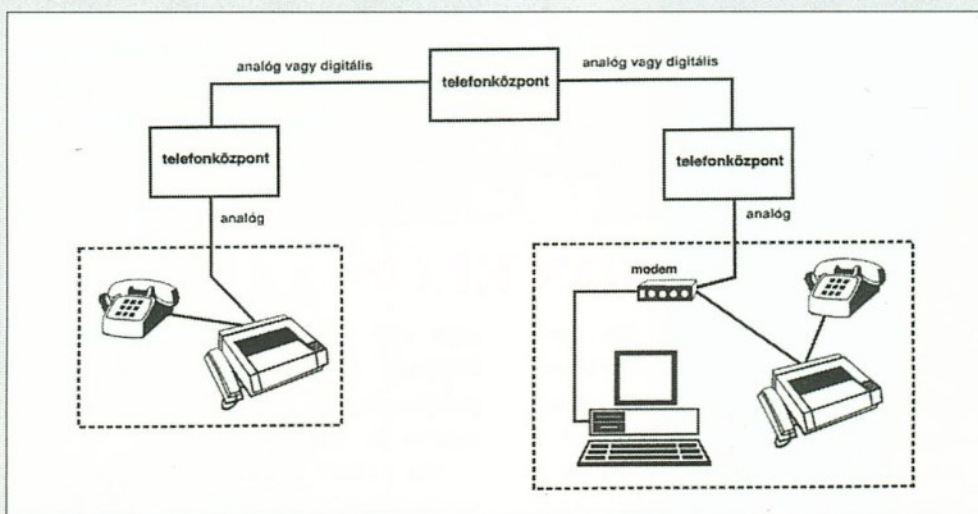 analóg vagy digitális
telefonközpont
analóg vagy digitális
telefonközpont
telefonközpont
analóg
analóg
modem